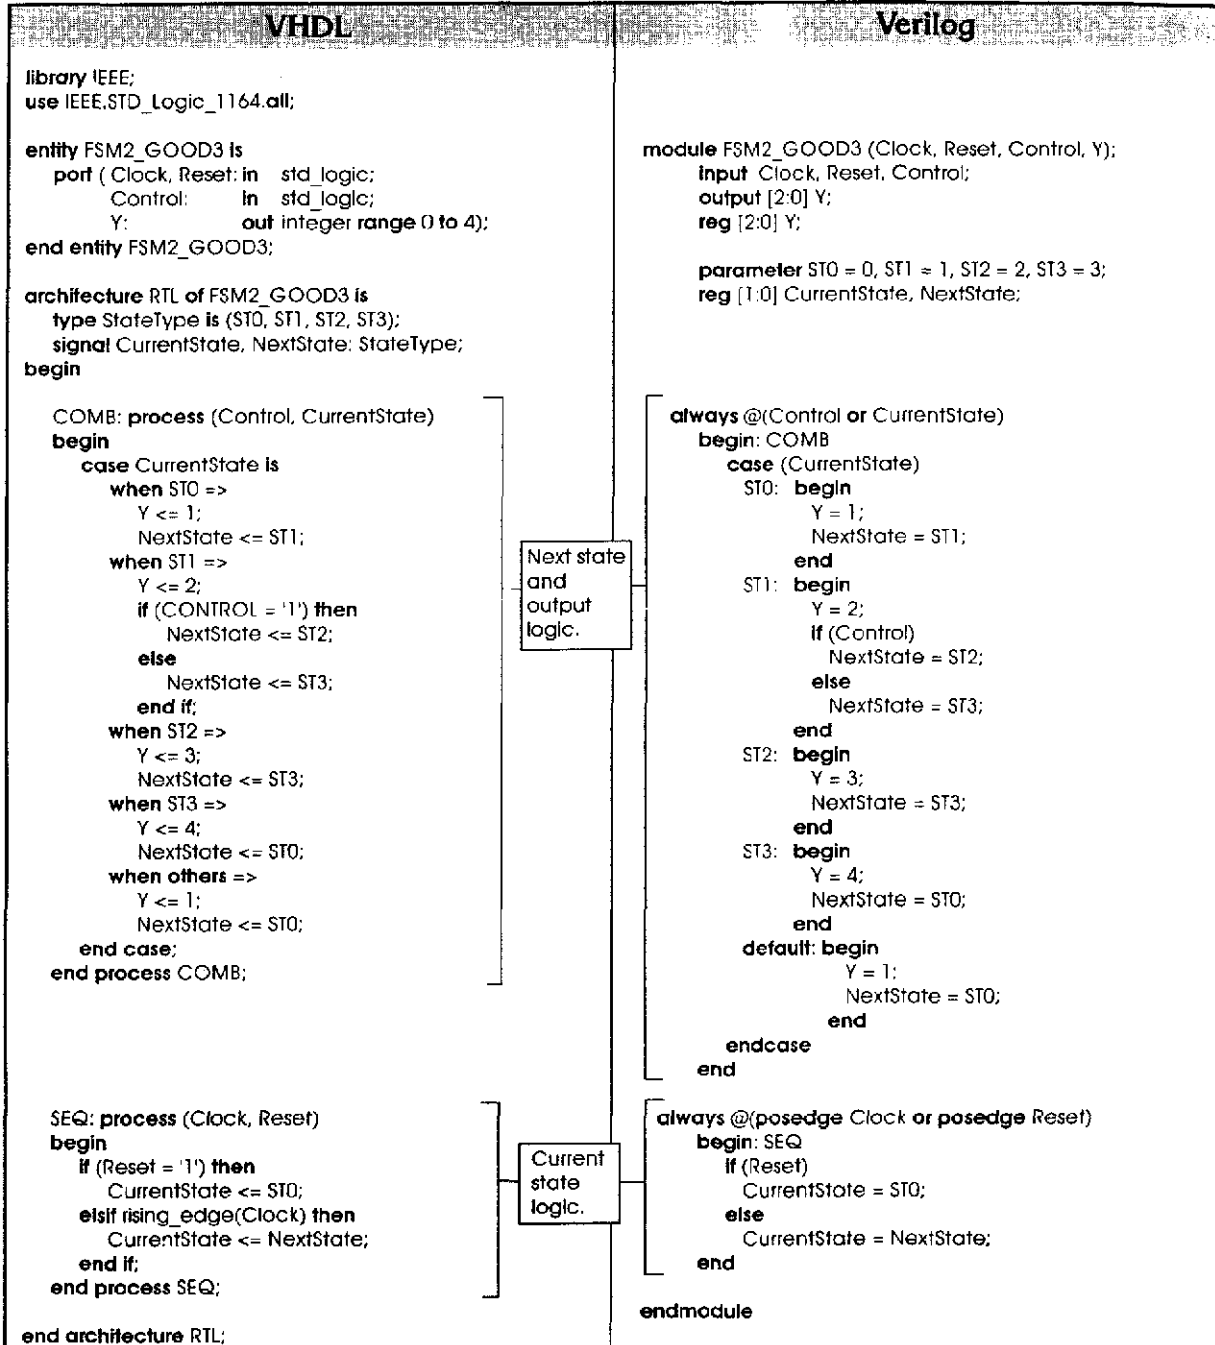 VHDL
library IEEE;
use IEEE.STD_Logic_1164.all;
entity FSM2_GOOD3 is
port ( Clock, Reset: in std_logic;
Control: in std_logic;
Y: out integer range 0 to 4);
end entity FSM2_GOOD3;
architecture RTL of FSM2_GOOD3 is
type StateType is (ST0, ST1, ST2, ST3);
signal CurrentState, NextState: StateType;
begin
COMB: process (Control, CurrentState)
begin
case CurrentState is
when ST0 =>
Y <= 1;
NextState <= ST1;
when ST1 =>
Y <= 2;
if (CONTROL = '1') then
NextState <= ST2;
else
NextState <= ST3;
end if;
when ST2 =>
Y <= 3;
NextState <= ST3;
when ST3 =>
Y <= 4;
NextState <= ST0;
when others =>
Y <= 1;
NextState <= ST0;
end case;
end process COMB;
SEQ: process (Clock, Reset)
begin
if (Reset = '1') then
CurrentState <= ST0;
elsif rising_edge(Clock) then
CurrentState <= NextState;
end if;
end process SEQ;
end architecture RTL;
Next state
and
output
logic.
Current
state
logic.
Verilog
module FSM2_GOOD3 (Clock, Reset, Control, Y);
input Clock, Reset, Control;
output [2:0] Y;
reg [2:0] Y;
parameter ST0 = 0, ST1 = 1, ST2 = 2, ST3 = 3;
reg [1:0] CurrentState, NextState;
always @(Control or CurrentState)
begin: COMB
case (CurrentState)
ST0: begin
Y = 1;
NextState = ST1;
end
ST1: begin
Y = 2;
if (Control)
NextState = ST2;
else
NextState = ST3;
end
ST2: begin
Y = 3;
NextState = ST3;
end
ST3: begin
Y = 4;
NextState = ST0;
end
default: begin
Y = 1;
NextState = ST0;
end
endcase
end
always @(posedge Clock or posedge Reset)
begin: SEQ
if (Reset)
CurrentState = ST0;
else
CurrentState = NextState;
end
endmodule